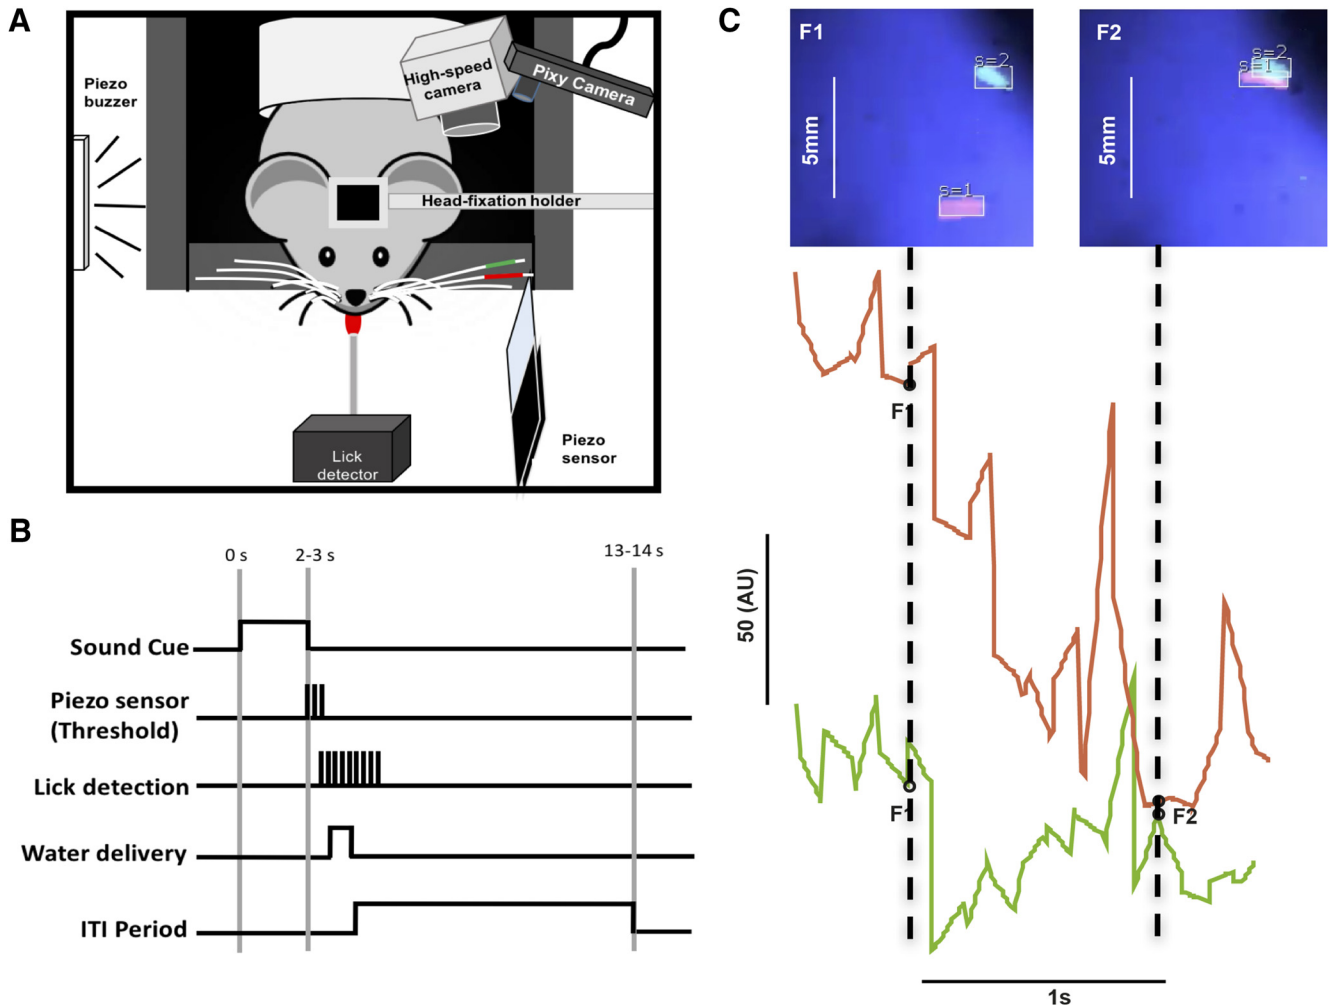 A
Piezo
buzzer
High-speed
camera
Pixy Camera
Head-fixation holder
Lick
detector
Piezo
sensor
B
0 s
2-3 s
13-14 s
Sound Cue
Piezo sensor
(Threshold)
Lick detection
Water delivery
ITI Period
C
F1
5mm
s=2
s=1
F2
5mm
s=2
s=1
F1
50 (AU)
F1
F2
1s